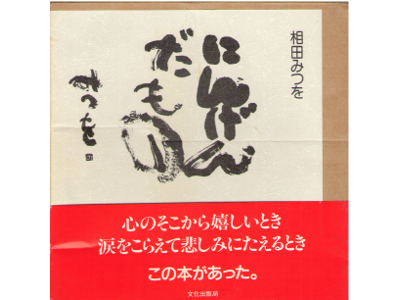 相田みつを
にんげん
だもの
みつを
心のそこから嬉しいとき
涙をこらえて悲しみにたえるとき
この本があった。
文化出版局